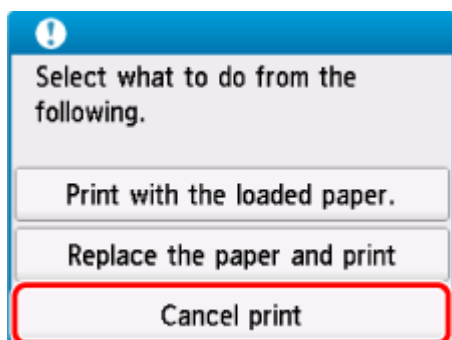 Select what to do from the
following.
Print with the loaded paper.
Replace the paper and print
Cancel print